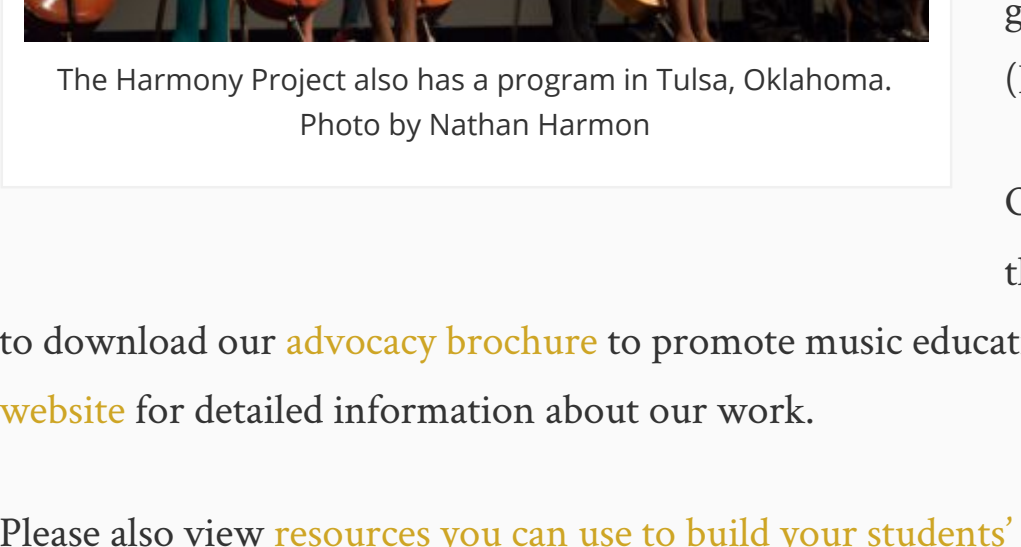 The Harmony Project also has a program in Tulsa, Oklahoma.
Photo by Nathan Harmon
to download our advocacy brochure to promote music educat
website for detailed information about our work.
Please also view resources you can use to build your students’